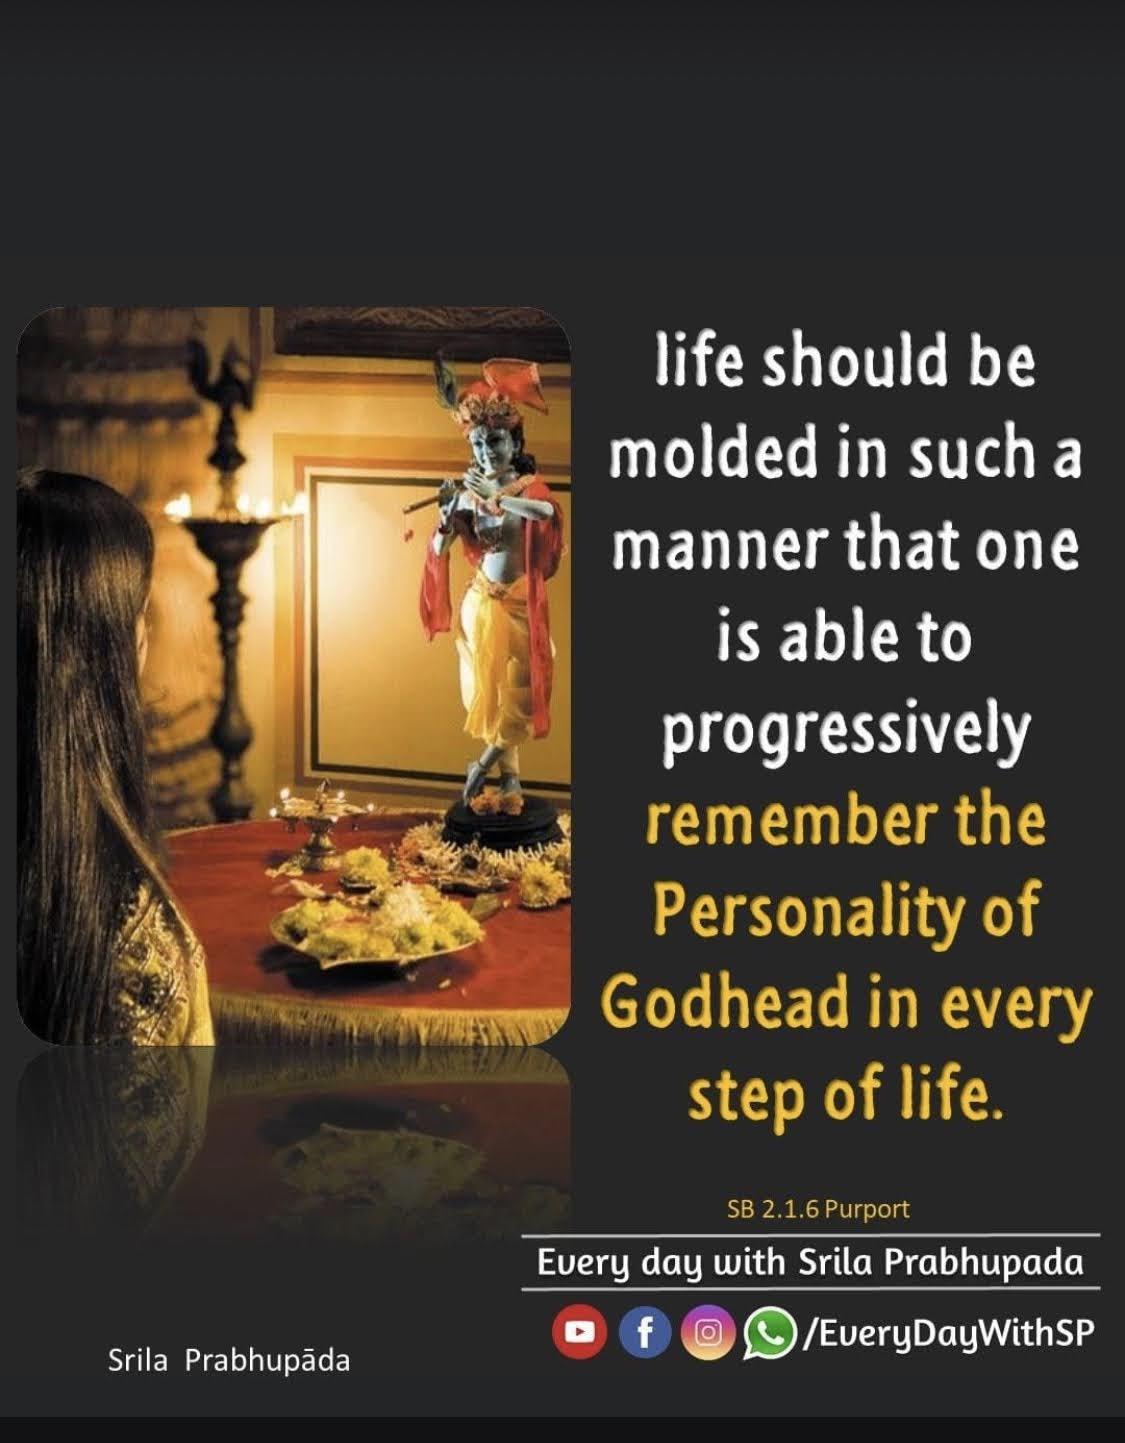 life should be
molded in such a
manner that one
is able to
progressively
remember the
Personality of
Godhead in every
step of life.
SB 2.1.6 Purport
Every day with Srila Prabhupada
/EveryDayWithSP
Srila Prabhupāda